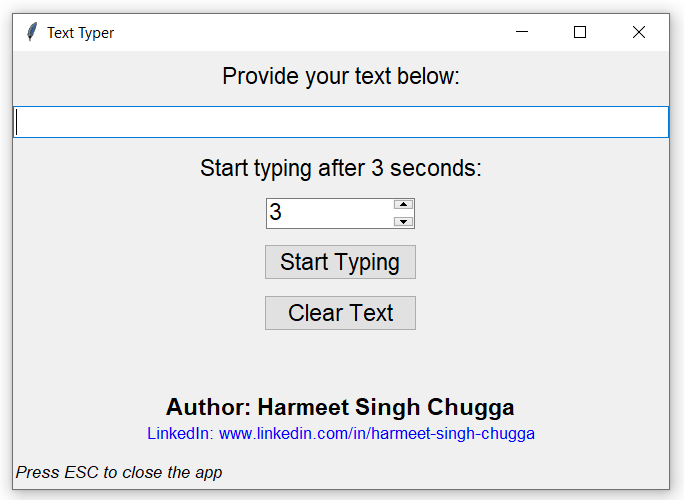 Text Typer
Provide your text below:
Start typing after 3 seconds:
3
Start Typing
Clear Text
Author: Harmeet Singh Chugga
LinkedIn: www.linkedin.com/in/harmeet-singh-chugga
Press ESC to close the app